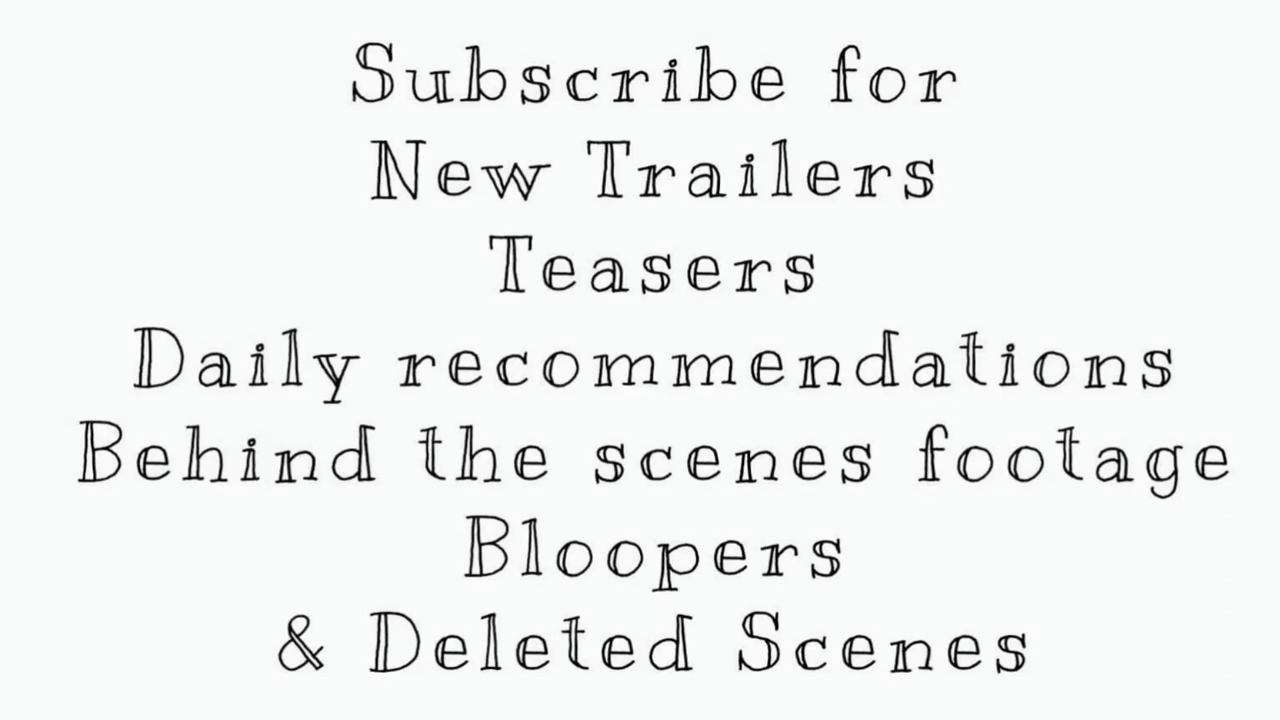 Subscribe for
New Trailers
Teasers
Daily recommendations
Behind the scenes footage
Bloopers
& Deleted Scenes